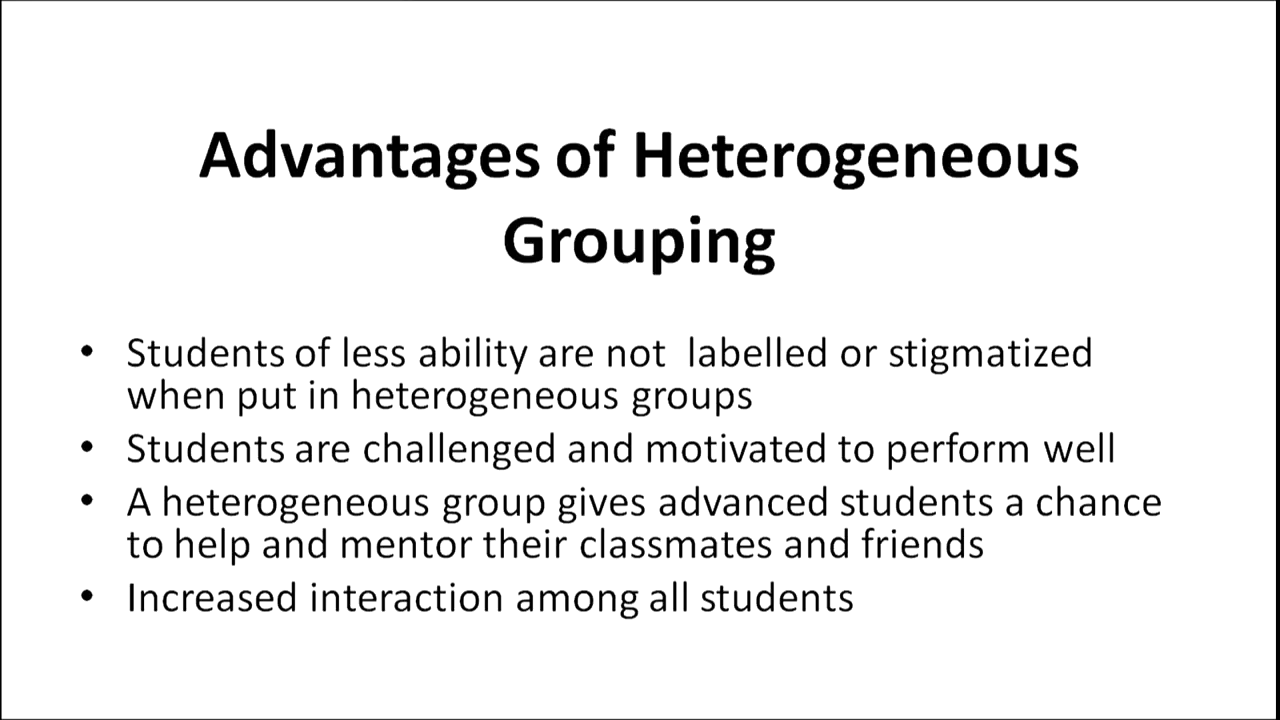 Advantages of Heterogeneous
Grouping
• Students of less ability are not  labelled or stigmatized
when put in heterogeneous groups
• Students are challenged and motivated to perform well
• A heterogeneous group gives advanced students a chance
to help and mentor their classmates and friends
• Increased interaction among all students